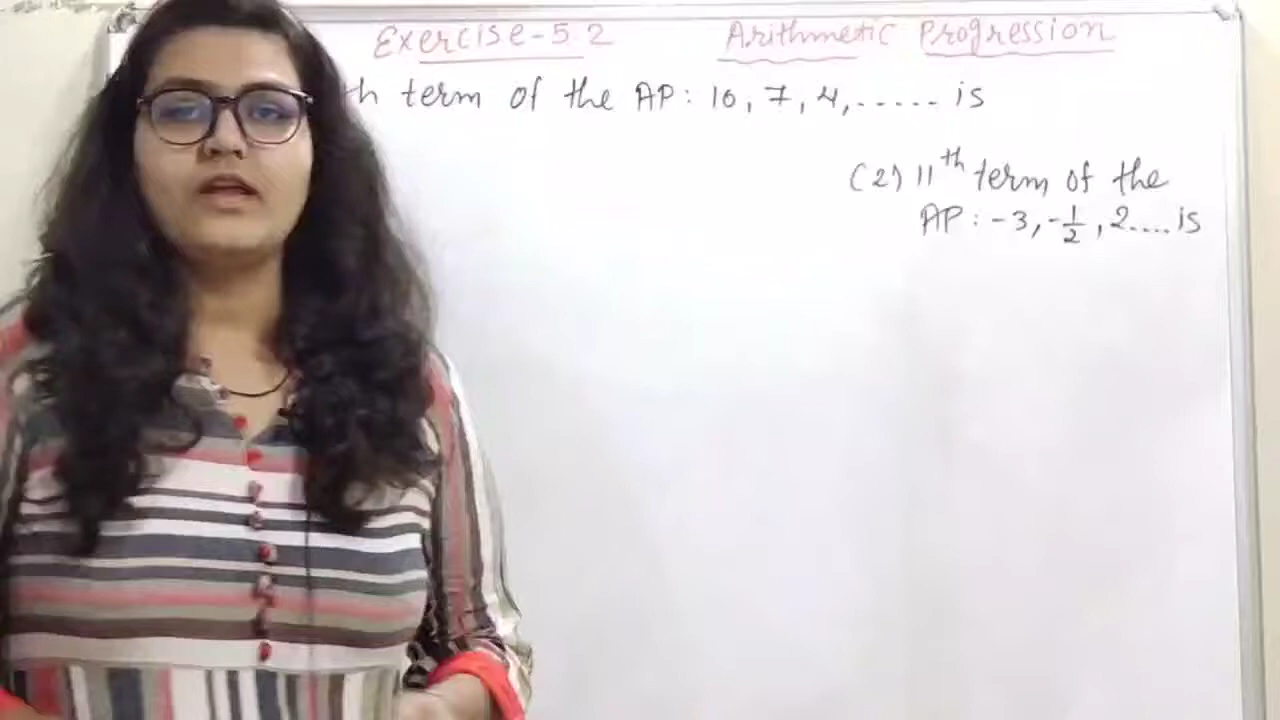 Exercise-5.2 Arithmetic Progression
th term of the AP: 10, 7, 4, ...... is
(2) 11th term of the
AP: -3, -1/2, 2.... is